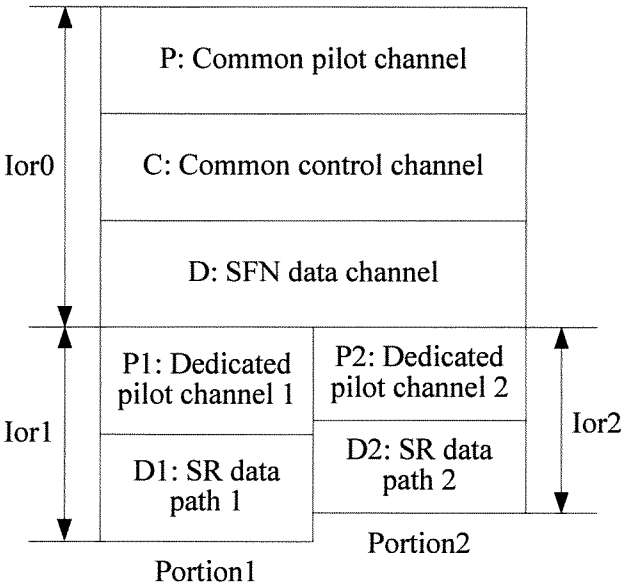 P: Common pilot channel
Ior0
C: Common control channel
D: SFN data channel
P1: Dedicated
pilot channel 1
P2: Dedicated
pilot channel 2
Ior1
Ior2
D1: SR data
path 1
D2: SR data
path 2
Portion1
Portion2